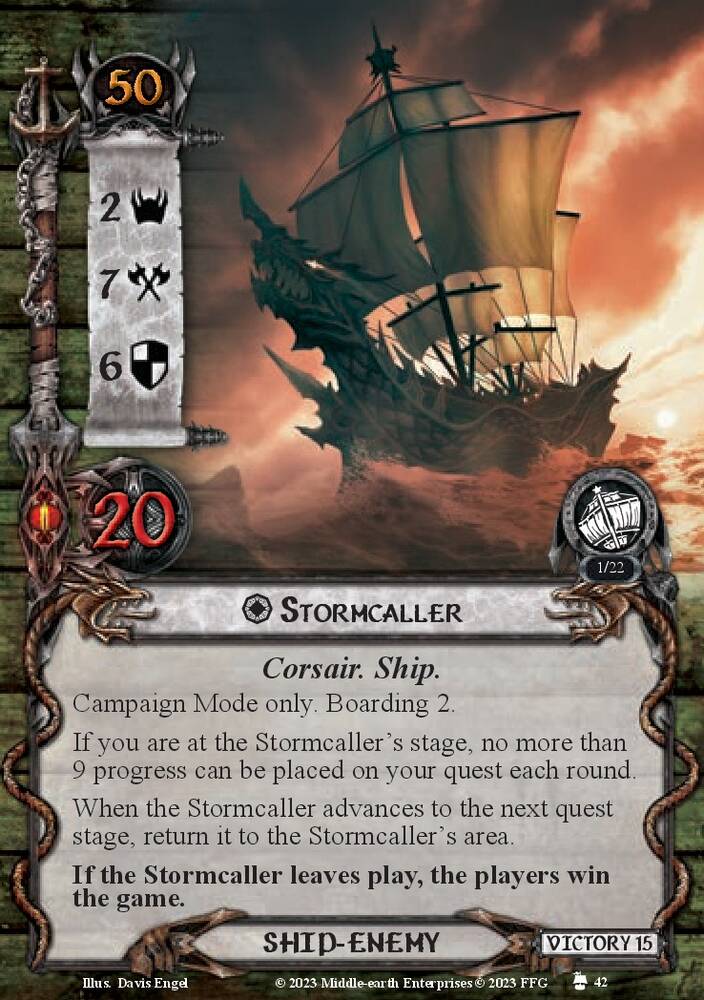 50
2
7
6
20
1/22
STORMCALLER
Corsair. Ship.
Campaign Mode only. Boarding 2.
If you are at the Stormcaller's stage, no more than
9 progress can be placed on your quest each round.
When the Stormcaller advances to the next quest
stage, return it to the Stormcaller's area.
If the Stormcaller leaves play, the players win
the game.
SHIP-ENEMY
VICTORY 15
Illus. Davis Engel
© 2023 Middle-earth Enterprises © 2023 FFG
42